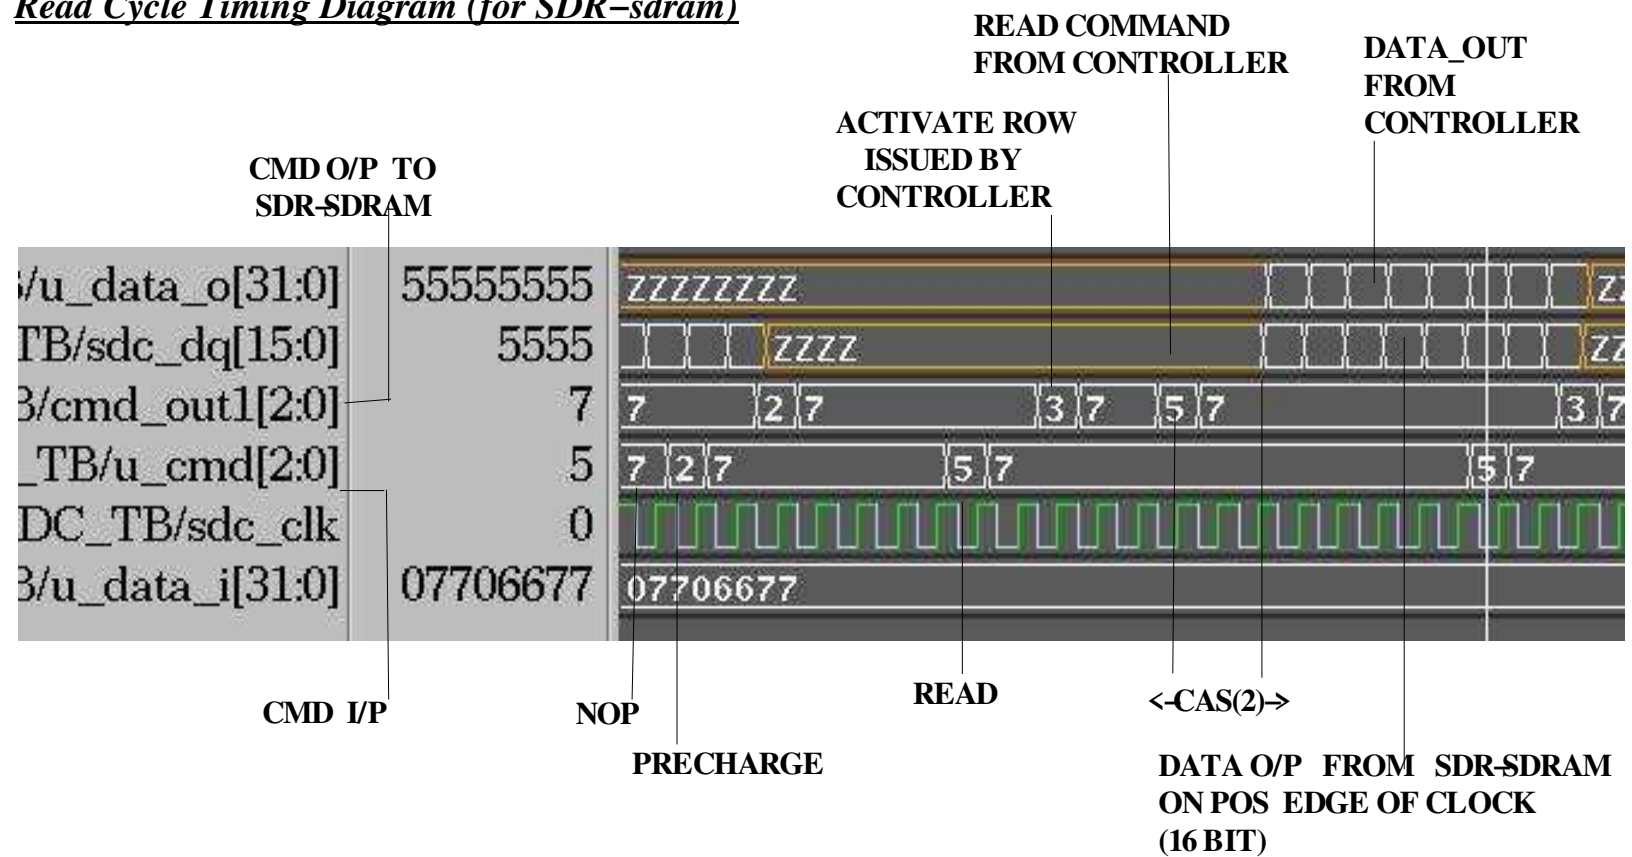 Read Cycle Timing Diagram (for SDR–sdram)
READ COMMAND
FROM CONTROLLER
DATA_OUT
FROM
CONTROLLER
ACTIVATE ROW
ISSUED BY
CONTROLLER
CMD O/P TO
SDR–SDRAM
/u_data_o[31:0] 55555555 ZZZZZZZZ ZZ
TB/sdc_dq[15:0] 5555 ZZZZ ZZ
B/cmd_out1[2:0] 7 7 2 7 3 7 5 7 3 7
_TB/u_cmd[2:0] 5 7 2 7 5 7 5 7
DC_TB/sdc_clk 0
B/u_data_i[31:0] 07706677 07706677
CMD I/P
NOP
READ
<-CAS(2)->
PRECHARGE
DATA O/P FROM SDR–SDRAM
ON POS EDGE OF CLOCK
(16 BIT)